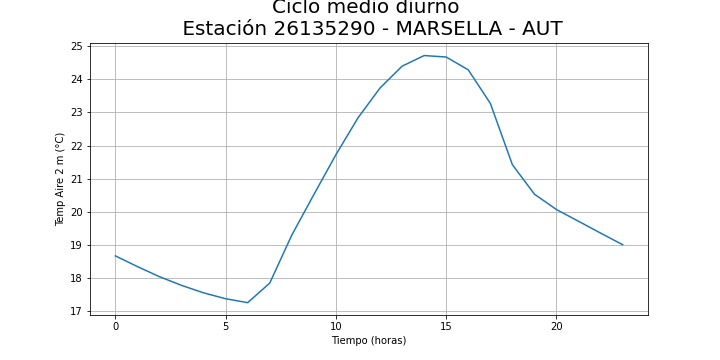 Ciclo medio diurno
Estación 26135290 - MARSELLA - AUT
25
24
23
22
21
20
19
18
17
Temp Aire 2 m (°C)
0 5 10 15 20
Tiempo (horas)